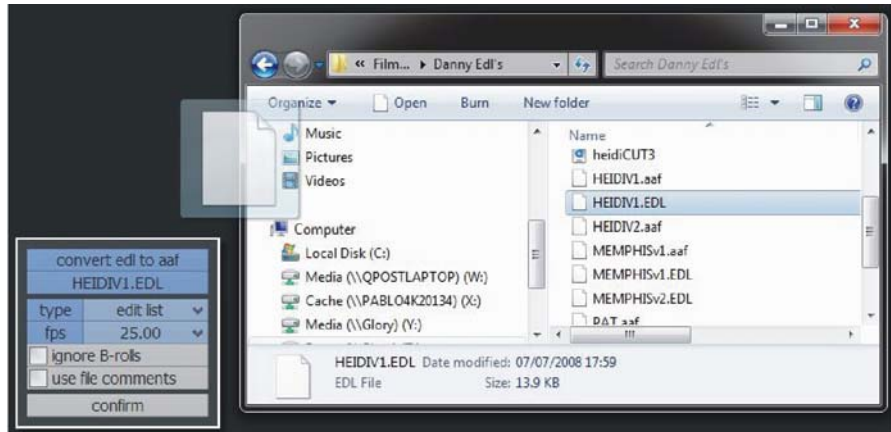 « Film... ▸ Danny Edl's
Search Danny Edl's
Organize Open Burn New folder
Music
Pictures
Videos
Computer
Local Disk (C:)
Media (\\QPOSTLAPTOP) (W:)
Cache (\\PABLO4K20134) (X:)
Media (\\Glory) (Y:)
Name
heidiCUT3
HEIDIV1.aaf
HEIDIV1.EDL
HEIDIV2.aaf
MEMPHISv1.aaf
MEMPHISv1.EDL
MEMPHISv2.EDL
PAT.aaf
HEIDIV1.EDL Date modified: 07/07/2008 17:59
EDL File Size: 13.9 KB
convert edl to aaf
HEIDIV1.EDL
type edit list
fps 25.00
ignore B-rolls
use file comments
confirm